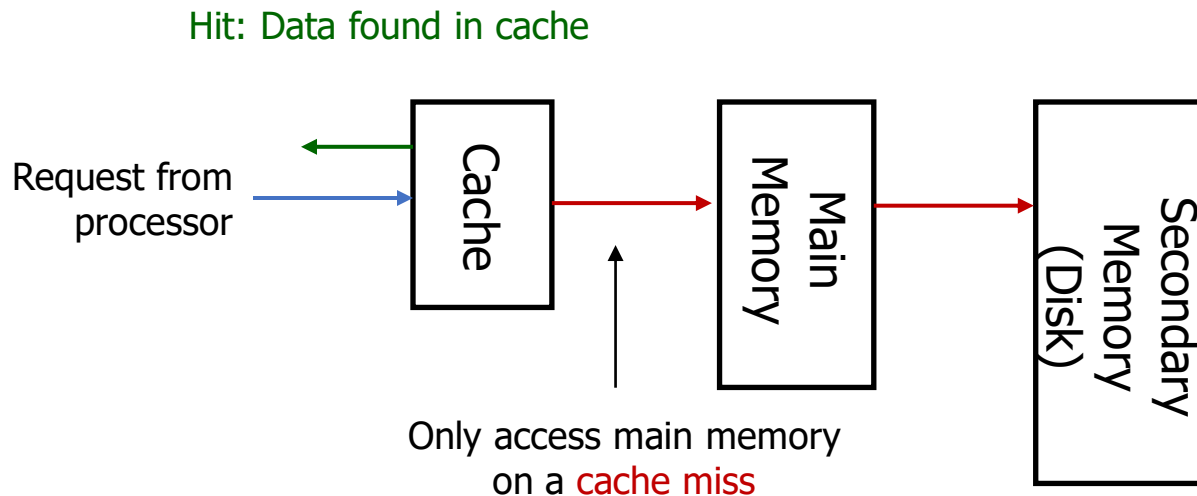 Hit: Data found in cache
Request from
processor
Cache
Main
Memory
Secondary
Memory
(Disk)
Only access main memory
on a cache miss